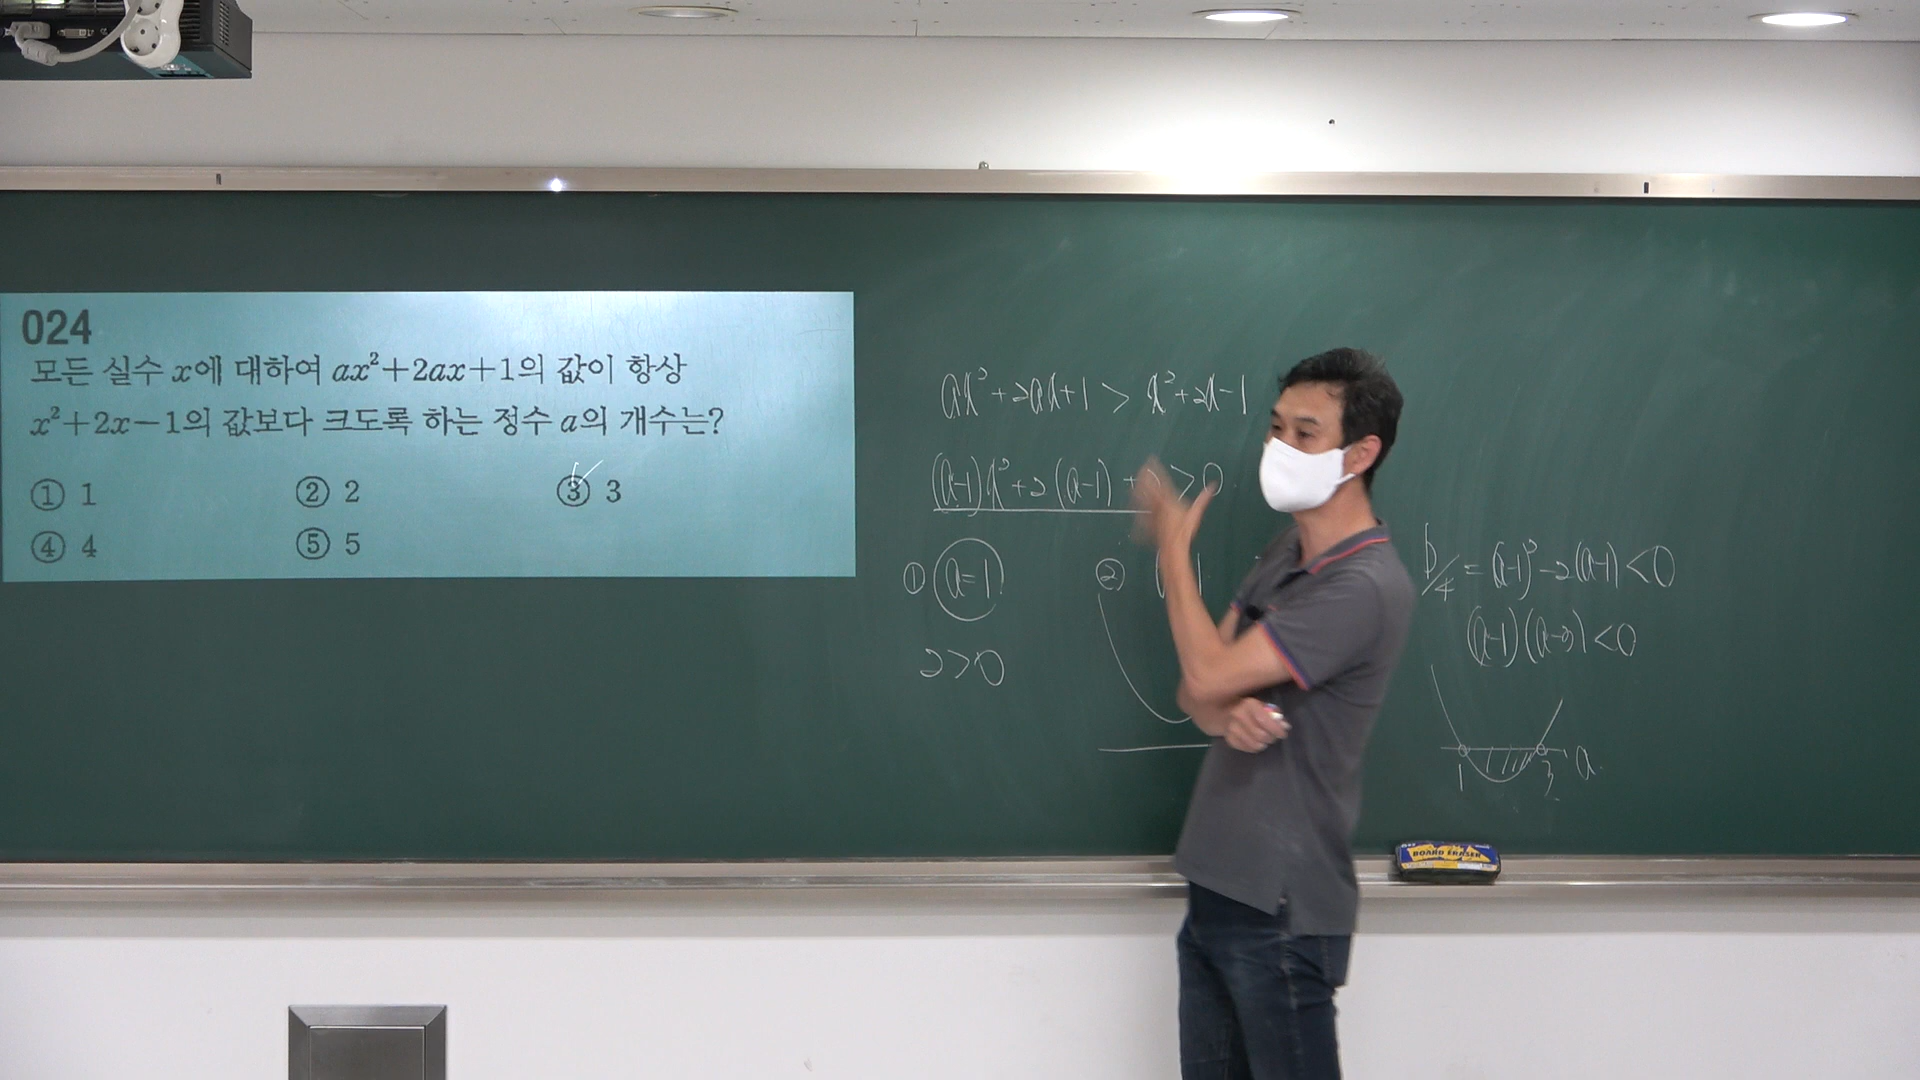 024
모든 실수 x에 대하여 ax²+2ax+1의 값이 항상
x²+2x-1의 값보다 크도록 하는 정수 a의 개수는?
① 1 ② 2 ③ 3
④ 4 ⑤ 5
ax²+2ax+1 > x²+2x-1
(a-1)x²+2(a-1) + >0
① a=1 ②
2>0
D/4 = (a-1)²-2(a-1)<0
(a-1)(a-3)<0
1 3 a
BOARD ERASER